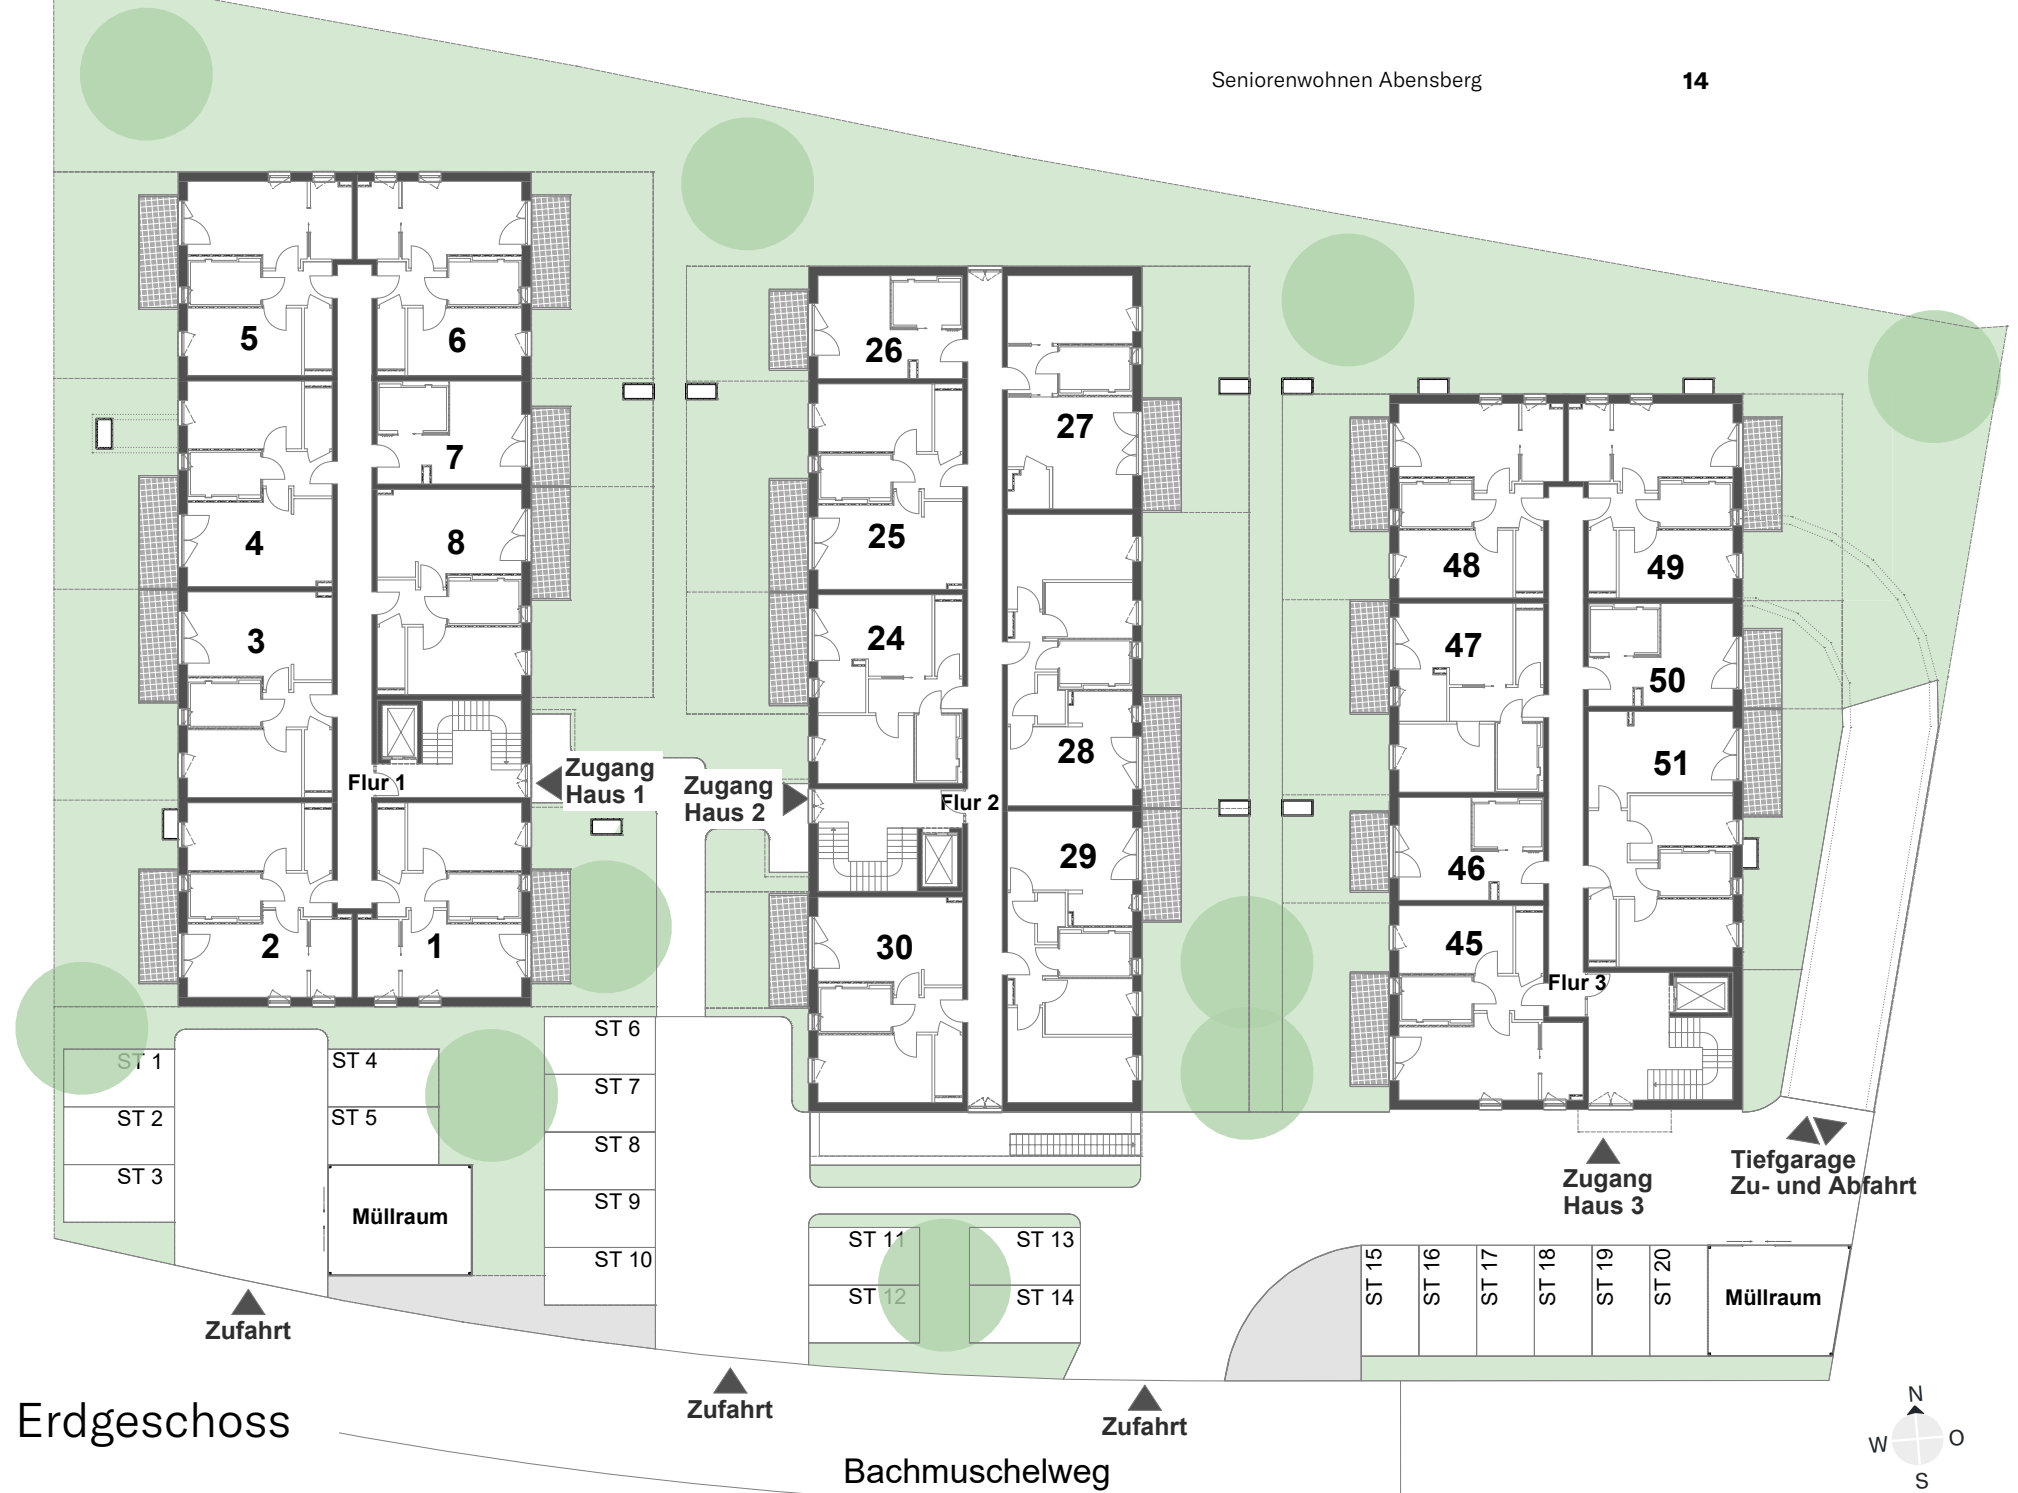 Seniorenwohnen Abensberg 14
5
6
7
4
8
3
Flur 1
Zugang
Haus 1
2
1
26
27
25
24
28
Zugang
Haus 2
Flur 2
29
30
48
49
47
50
51
46
45
Flur 3
ST 1
ST 2
ST 3
ST 4
ST 5
Müllraum
ST 6
ST 7
ST 8
ST 9
ST 10
ST 11
ST 12
ST 13
ST 14
Zugang
Haus 3
Tiefgarage
Zu- und Abfahrt
ST 15
ST 16
ST 17
ST 18
ST 19
ST 20
Müllraum
Zufahrt
Zufahrt
Zufahrt
Erdgeschoss
Bachmuschelweg
N
W
O
S